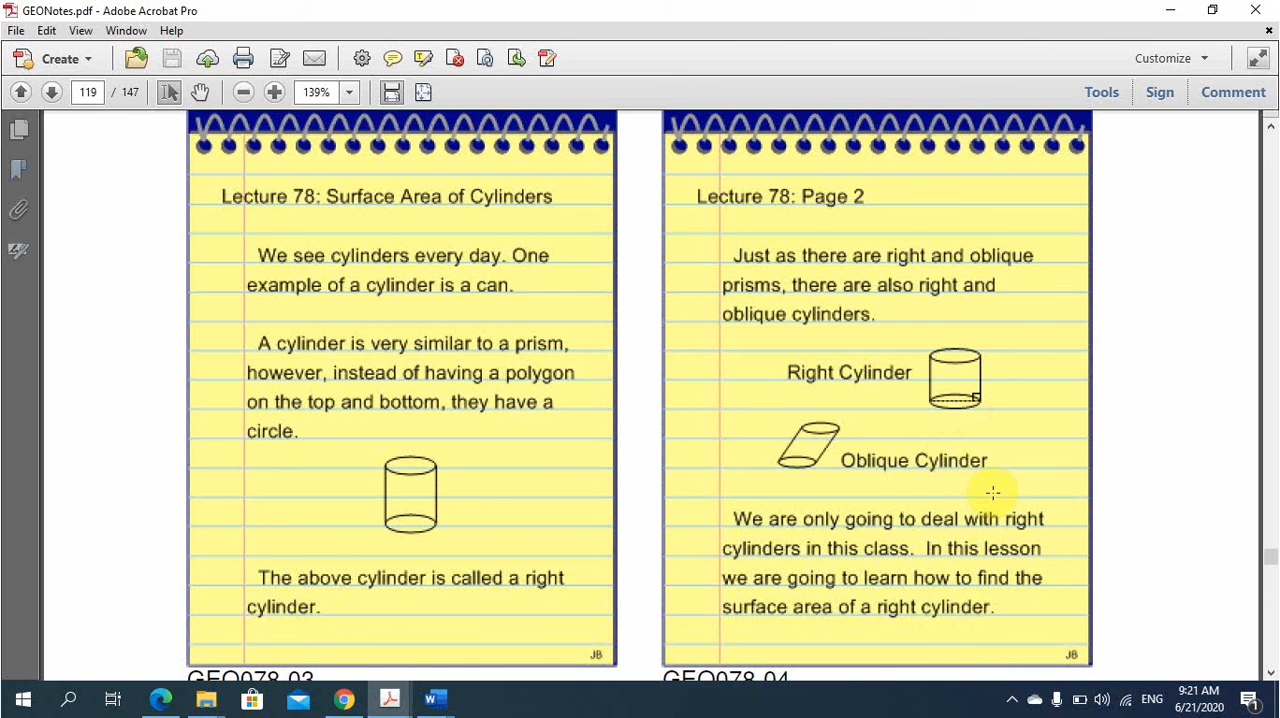 GEONotes.pdf - Adobe Acrobat Pro
File Edit View Window Help
Create
Customize
119 / 147
139%
Tools Sign Comment
Lecture 78: Surface Area of Cylinders
We see cylinders every day. One
example of a cylinder is a can.
A cylinder is very similar to a prism,
however, instead of having a polygon
on the top and bottom, they have a
circle.
The above cylinder is called a right
cylinder.
JB
GEO078-03
Lecture 78: Page 2
Just as there are right and oblique
prisms, there are also right and
oblique cylinders.
Right Cylinder
Oblique Cylinder
We are only going to deal with right
cylinders in this class. In this lesson
we are going to learn how to find the
surface area of a right cylinder.
JB
GEO078-04
ENG
9:21 AM
6/21/2020
1